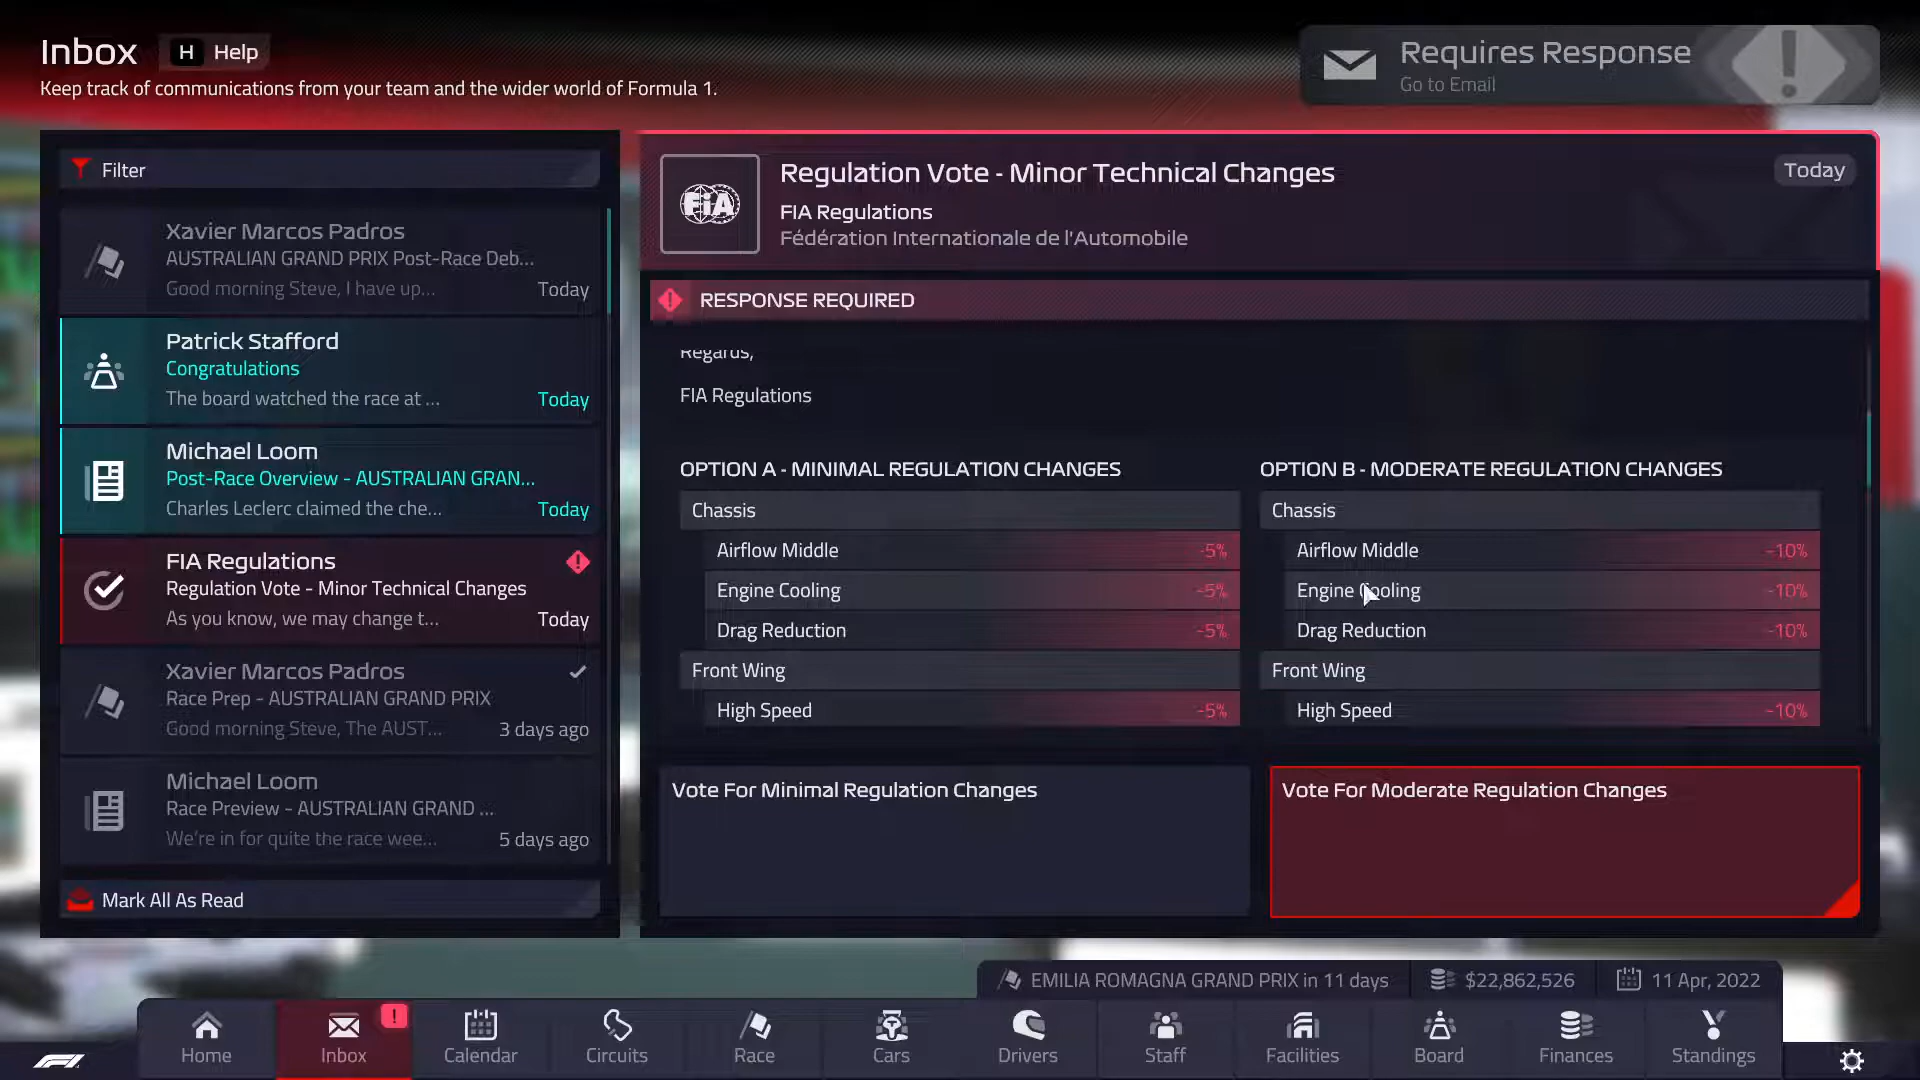 Inbox
H Help
Keep track of communications from your team and the wider world of Formula 1.
Requires Response
Go to Email
Filter
Xavier Marcos Padros
AUSTRALIAN GRAND PRIX Post-Race Deb...
Good morning Steve, I have up...
Today
Patrick Stafford
Congratulations
The board watched the race at ...
Today
Michael Loom
Post-Race Overview - AUSTRALIAN GRAN...
Charles Leclerc claimed the che...
Today
FIA Regulations
Regulation Vote - Minor Technical Changes
As you know, we may change t...
Today
Xavier Marcos Padros
Race Prep - AUSTRALIAN GRAND PRIX
Good morning Steve, The AUST...
3 days ago
Michael Loom
Race Preview - AUSTRALIAN GRAND ...
We're in for quite the race wee...
5 days ago
Mark All As Read
FiA
Regulation Vote - Minor Technical Changes
Today
FIA Regulations
Fédération Internationale de l'Automobile
RESPONSE REQUIRED
Regards,
FIA Regulations
OPTION A - MINIMAL REGULATION CHANGES
Chassis
Airflow Middle -5%
Engine Cooling -5%
Drag Reduction -5%
Front Wing
High Speed -5%
OPTION B - MODERATE REGULATION CHANGES
Chassis
Airflow Middle -10%
Engine Cooling -10%
Drag Reduction -10%
Front Wing
High Speed -10%
Vote For Minimal Regulation Changes
Vote For Moderate Regulation Changes
EMILIA ROMAGNA GRAND PRIX in 11 days
$22,862,526
11 Apr, 2022
Home
Inbox
Calendar
Circuits
Race
Cars
Drivers
Staff
Facilities
Board
Finances
Standings